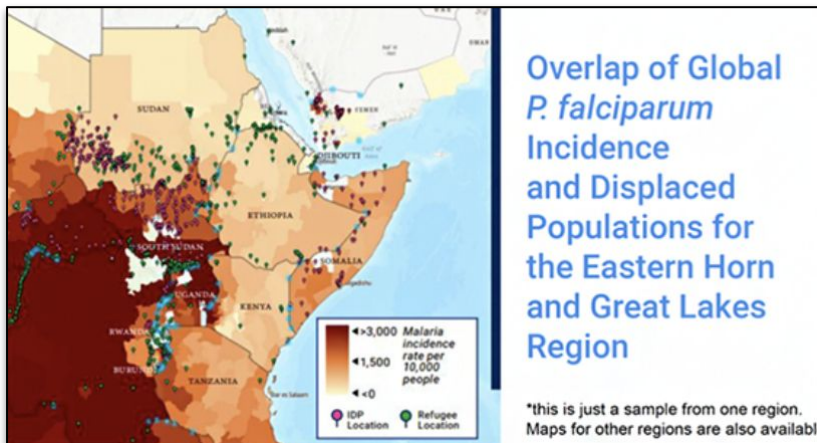 SUDAN
YEMEN
DJIBOUTI
ETHIOPIA
SOUTH SUDAN
SOMALIA
UGANDA
KENYA
RWANDA
BURUNDI
TANZANIA
Dar es Salaam
>3,000
1,500
<0
Malaria
incidence
rate per
10,000
people
IDP
Location
Refugee
Location
Overlap of Global
P. falciparum
Incidence
and Displaced
Populations for
the Eastern Horn
and Great Lakes
Region
*this is just a sample from one region.
Maps for other regions are also availabl